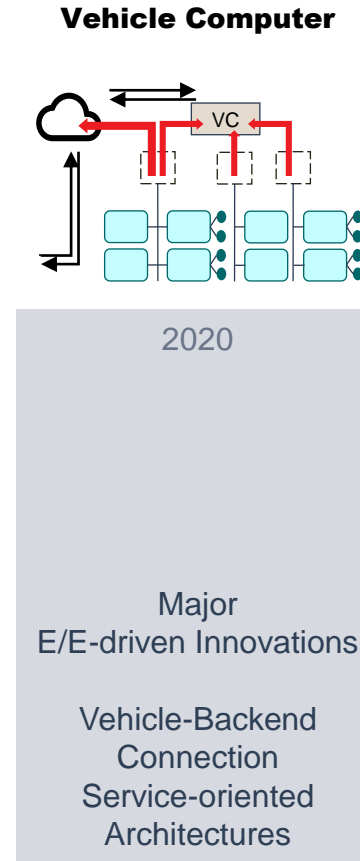 Vehicle Computer
VC
2020
Major
E/E-driven Innovations
Vehicle-Backend
Connection
Service-oriented
Architectures